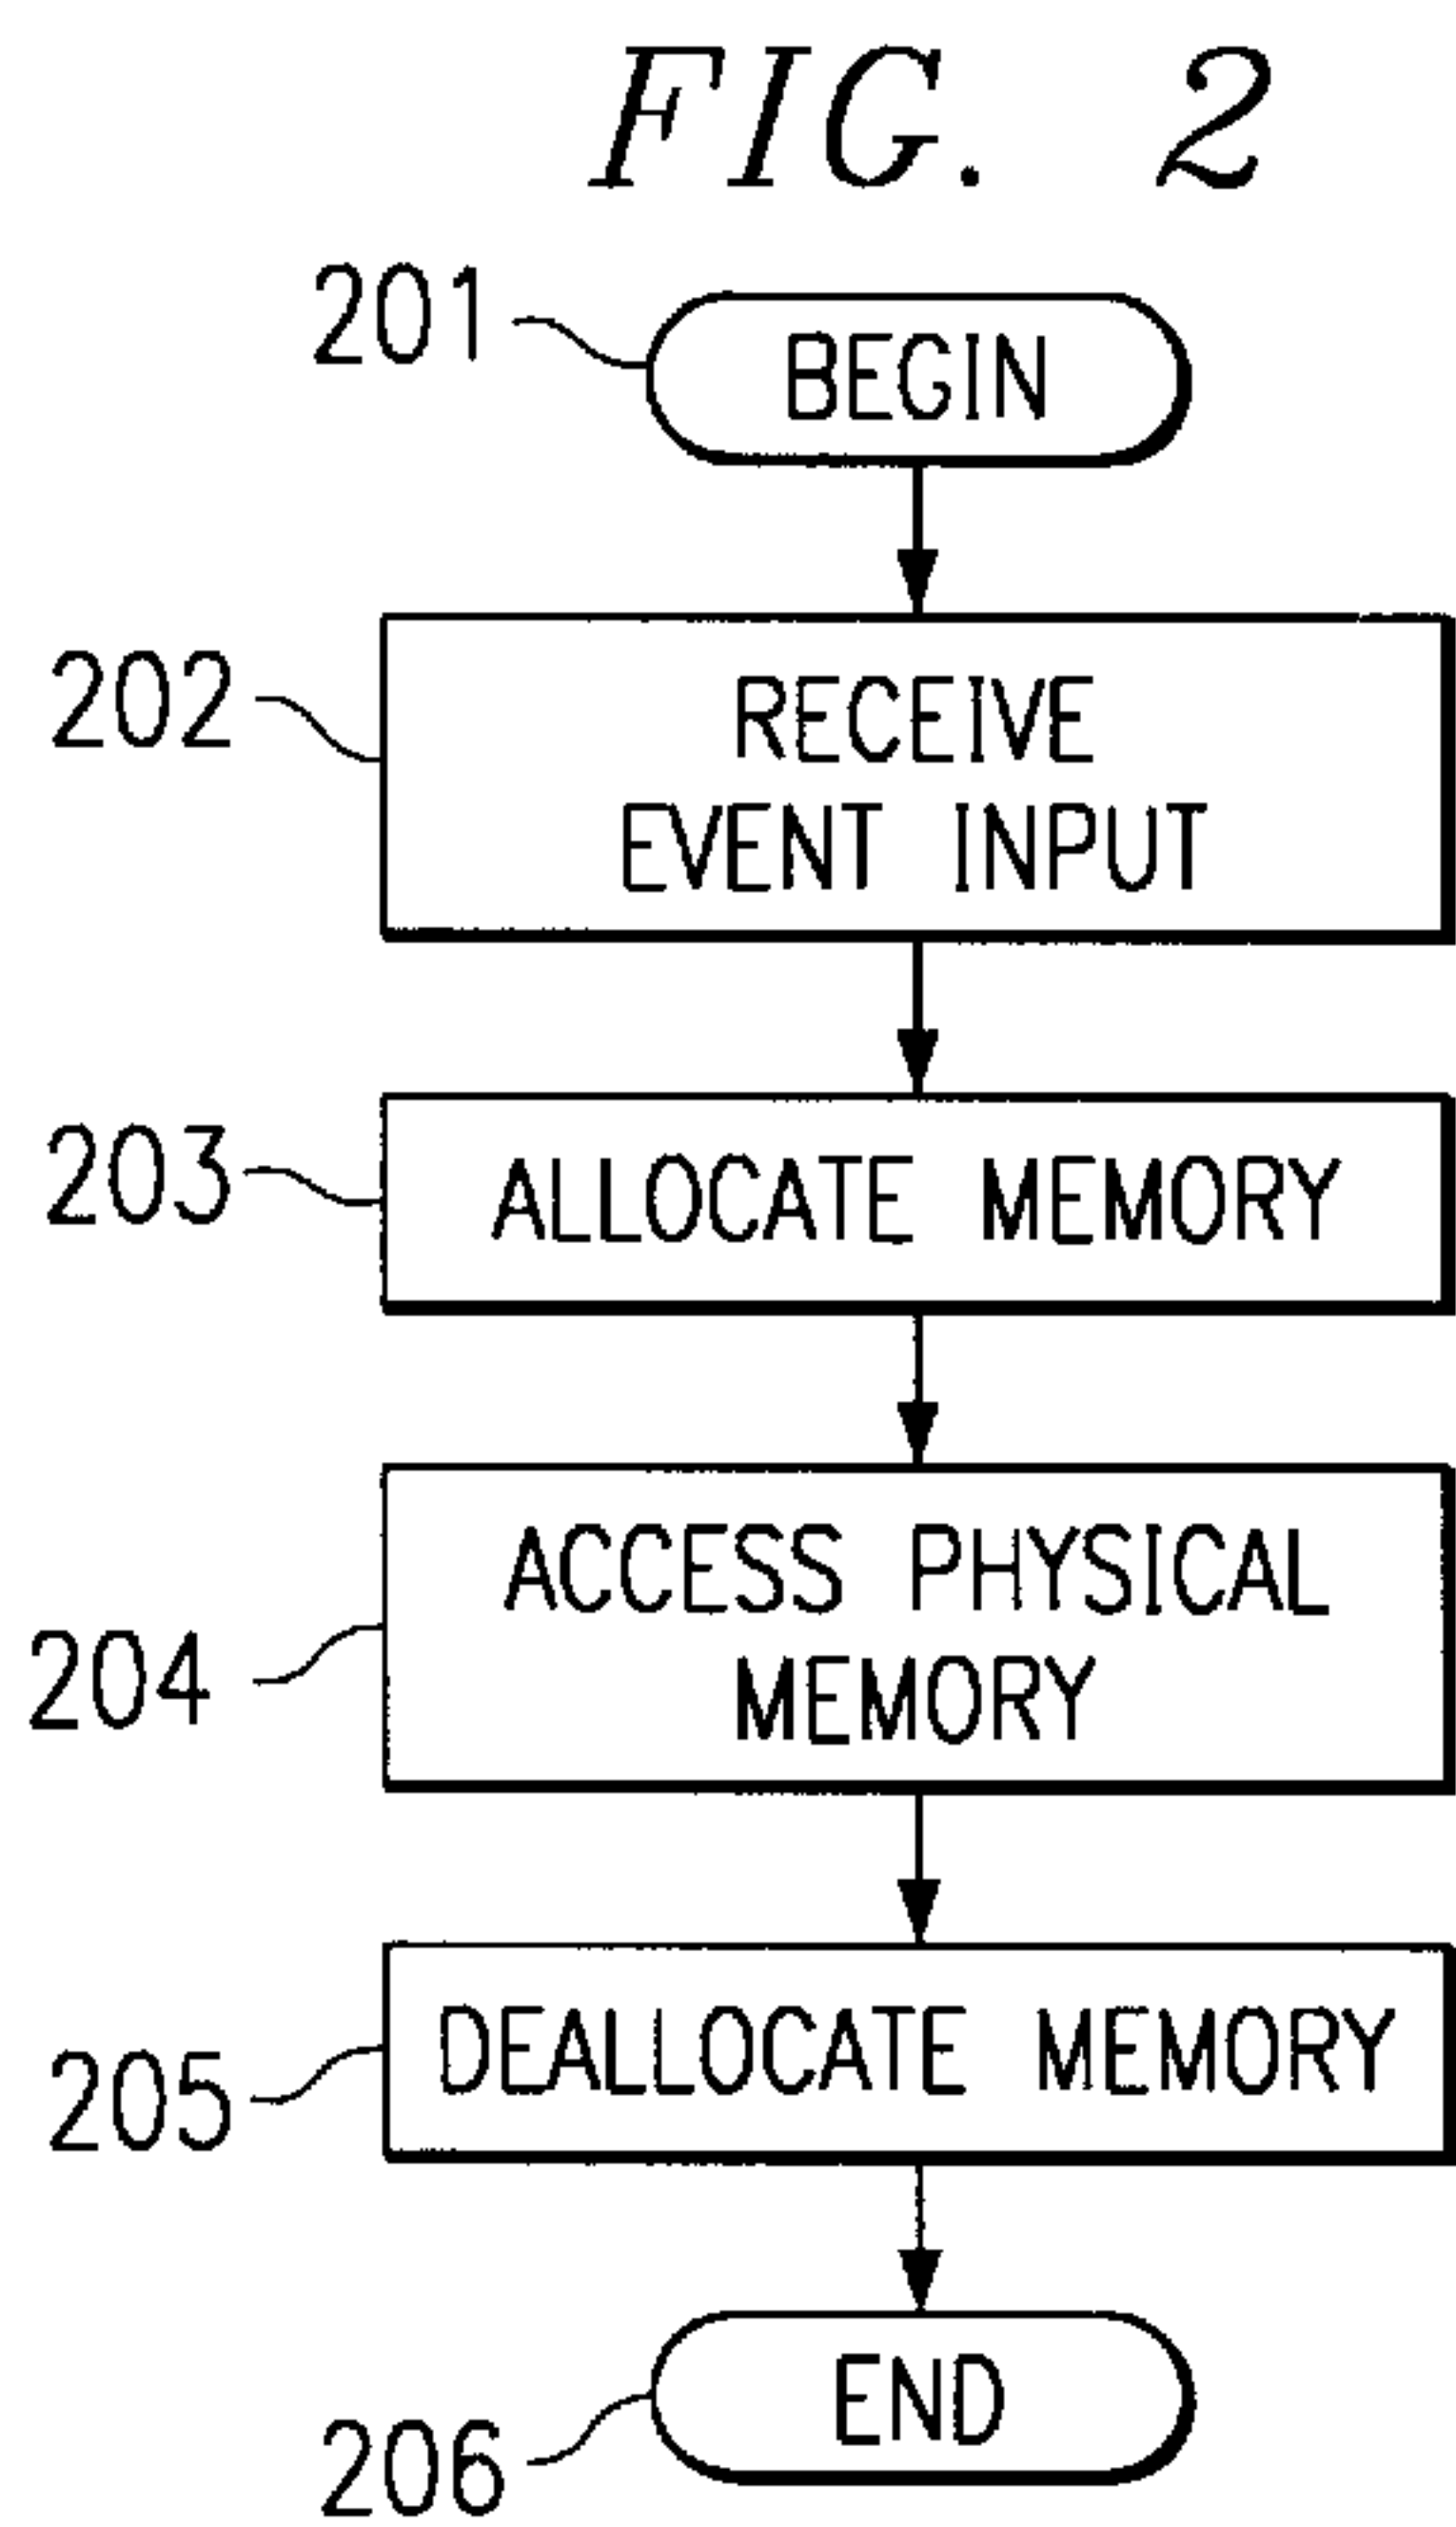 FIG. 2
201
BEGIN
202
RECEIVE
EVENT INPUT
203
ALLOCATE MEMORY
204
ACCESS PHYSICAL
MEMORY
205
DEALLOCATE MEMORY
206
END